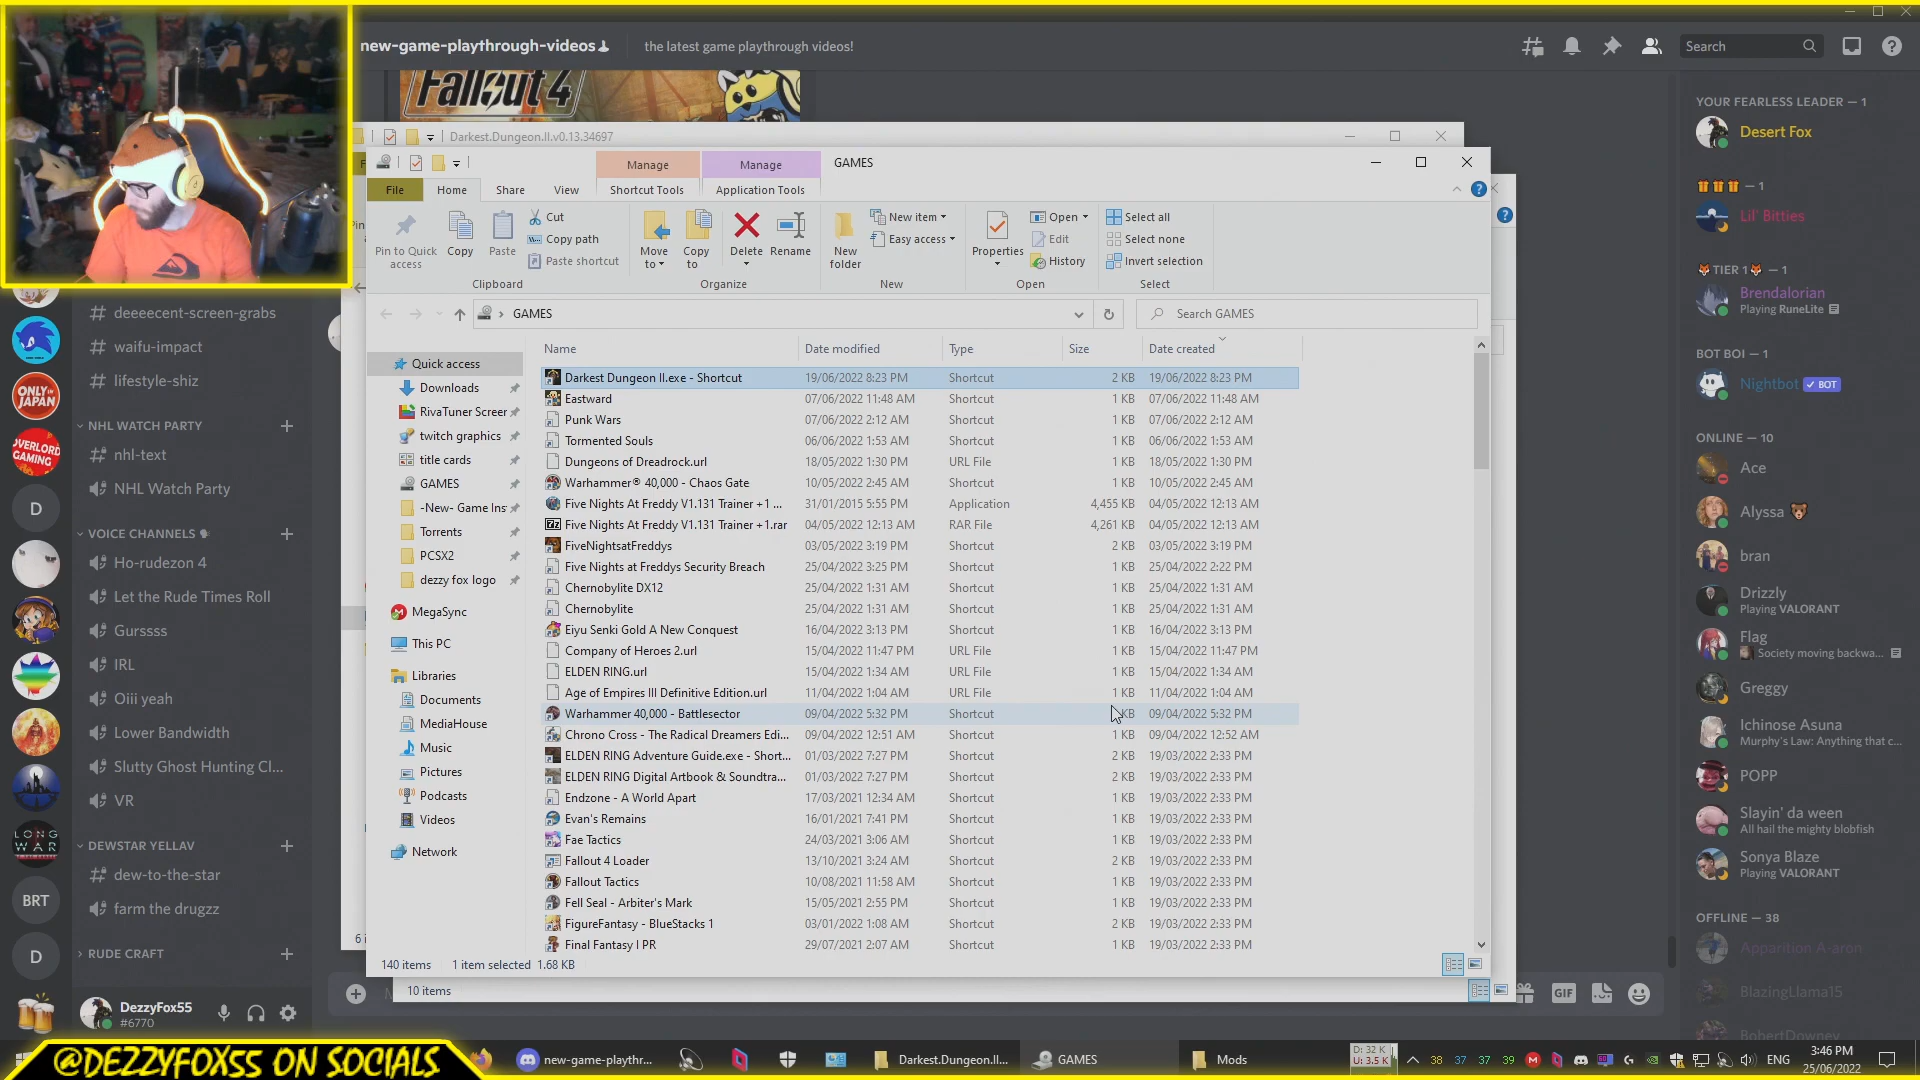 new-game-playthrough-videos
the latest game playthrough videos!
Search
Fallout 4
Darkest.Dungeon.II.v0.13.34697
Manage
Manage
GAMES
File
Home
Share
View
Shortcut Tools
Application Tools
Pin to Quick access
Copy
Paste
Cut
Copy path
Paste shortcut
Move to
Copy to
Delete
Rename
New folder
New item
Easy access
Properties
Open
Edit
History
Select all
Select none
Invert selection
Clipboard
Organize
New
Open
Select
GAMES
Search GAMES
Name Date modified Type Size Date created
Darkest Dungeon II.exe - Shortcut 19/06/2022 8:23 PM Shortcut 2 KB 19/06/2022 8:23 PM
Eastward 07/06/2022 11:48 AM Shortcut 1 KB 07/06/2022 11:48 AM
Punk Wars 07/06/2022 2:12 AM Shortcut 1 KB 07/06/2022 2:12 AM
Tormented Souls 06/06/2022 1:53 AM Shortcut 1 KB 06/06/2022 1:53 AM
Dungeons of Dreadrock.url 18/05/2022 1:30 PM URL File 1 KB 18/05/2022 1:30 PM
Warhammer® 40,000 - Chaos Gate 10/05/2022 2:45 AM Shortcut 1 KB 10/05/2022 2:45 AM
Five Nights At Freddy V1.131 Trainer +1 ... 31/01/2015 5:55 PM Application 4,455 KB 04/05/2022 12:13 AM
Five Nights At Freddy V1.131 Trainer +1.rar 04/05/2022 12:13 AM RAR File 4,261 KB 04/05/2022 12:13 AM
FiveNightsatFreddys 03/05/2022 3:19 PM Shortcut 2 KB 03/05/2022 3:19 PM
Five Nights at Freddys Security Breach 25/04/2022 3:25 PM Shortcut 1 KB 25/04/2022 2:22 PM
Chernobylite DX12 25/04/2022 1:31 AM Shortcut 1 KB 25/04/2022 1:31 AM
Chernobylite 25/04/2022 1:31 AM Shortcut 1 KB 25/04/2022 1:31 AM
Eiyu Senki Gold A New Conquest 16/04/2022 3:13 PM Shortcut 1 KB 16/04/2022 3:13 PM
Company of Heroes 2.url 15/04/2022 11:47 PM URL File 1 KB 15/04/2022 11:47 PM
ELDEN RING.url 15/04/2022 1:34 AM URL File 1 KB 15/04/2022 1:34 AM
Age of Empires III Definitive Edition.url 11/04/2022 1:04 AM URL File 1 KB 11/04/2022 1:04 AM
Warhammer 40,000 - Battlesector 09/04/2022 5:32 PM Shortcut KB 09/04/2022 5:32 PM
Chrono Cross - The Radical Dreamers Edi... 09/04/2022 12:51 AM Shortcut 1 KB 09/04/2022 12:52 AM
ELDEN RING Adventure Guide.exe - Short... 01/03/2022 7:27 PM Shortcut 2 KB 19/03/2022 2:33 PM
ELDEN RING Digital Artbook & Soundtra... 01/03/2022 7:27 PM Shortcut 2 KB 19/03/2022 2:33 PM
Endzone - A World Apart 17/03/2021 12:34 AM Shortcut 1 KB 19/03/2022 2:33 PM
Evan's Remains 16/01/2021 7:41 PM Shortcut 1 KB 19/03/2022 2:33 PM
Fae Tactics 24/03/2021 3:06 AM Shortcut 1 KB 19/03/2022 2:33 PM
Fallout 4 Loader 13/10/2021 3:24 AM Shortcut 2 KB 19/03/2022 2:33 PM
Fallout Tactics 10/08/2021 11:58 AM Shortcut 1 KB 19/03/2022 2:33 PM
Fell Seal - Arbiter's Mark 15/05/2021 2:55 PM Shortcut 1 KB 19/03/2022 2:33 PM
FigureFantasy - BlueStacks 1 03/01/2022 1:08 AM Shortcut 2 KB 19/03/2022 2:33 PM
Final Fantasy I PR 29/07/2021 2:07 AM Shortcut 1 KB 19/03/2022 2:33 PM
Quick access
Downloads
RivaTuner Screer
twitch graphics
title cards
GAMES
-New- Game Ins
Torrents
PCSX2
dezzy fox logo
MegaSync
This PC
Libraries
Documents
MediaHouse
Music
Pictures
Podcasts
Videos
Network
140 items
1 item selected 1.68 KB
10 items
6 i
deeeecent-screen-grabs
waifu-impact
lifestyle-shiz
NHL WATCH PARTY
nhl-text
NHL Watch Party
VOICE CHANNELS
Ho-rudezon 4
Let the Rude Times Roll
Gurssss
IRL
Oiii yeah
Lower Bandwidth
Slutty Ghost Hunting Cl...
VR
DEWSTAR YELLAV
dew-to-the-star
farm the drugzz
RUDE CRAFT
ONLY IN JAPAN
OVERLORD GAMING
D
LONG WAR
BRT
D
DezzyFox55
#6770
GIF
YOUR FEARLESS LEADER — 1
Desert Fox
— 1
Lil' Bitties
TIER 1 — 1
Brendalorian
Playing RuneLite
BOT BOI — 1
Nightbot
✓ BOT
ONLINE — 10
Ace
Alyssa
bran
Drizzly
Playing VALORANT
Flag
Society moving backwa...
Greggy
Ichinose Asuna
Murphy's Law: Anything that c...
POPP
Slayin' da ween
All hail the mighty blobfish
Sonya Blaze
Playing VALORANT
OFFLINE — 38
Apparition A-aron
BlazingLlama15
BobertDowney
@DEZZYFOX55 ON SOCIALS
new-game-playthr...
Darkest.Dungeon.II...
GAMES
Mods
D: 32 K
U: 3.5 K
38 37 37 39
ENG
3:46 PM
25/06/2022